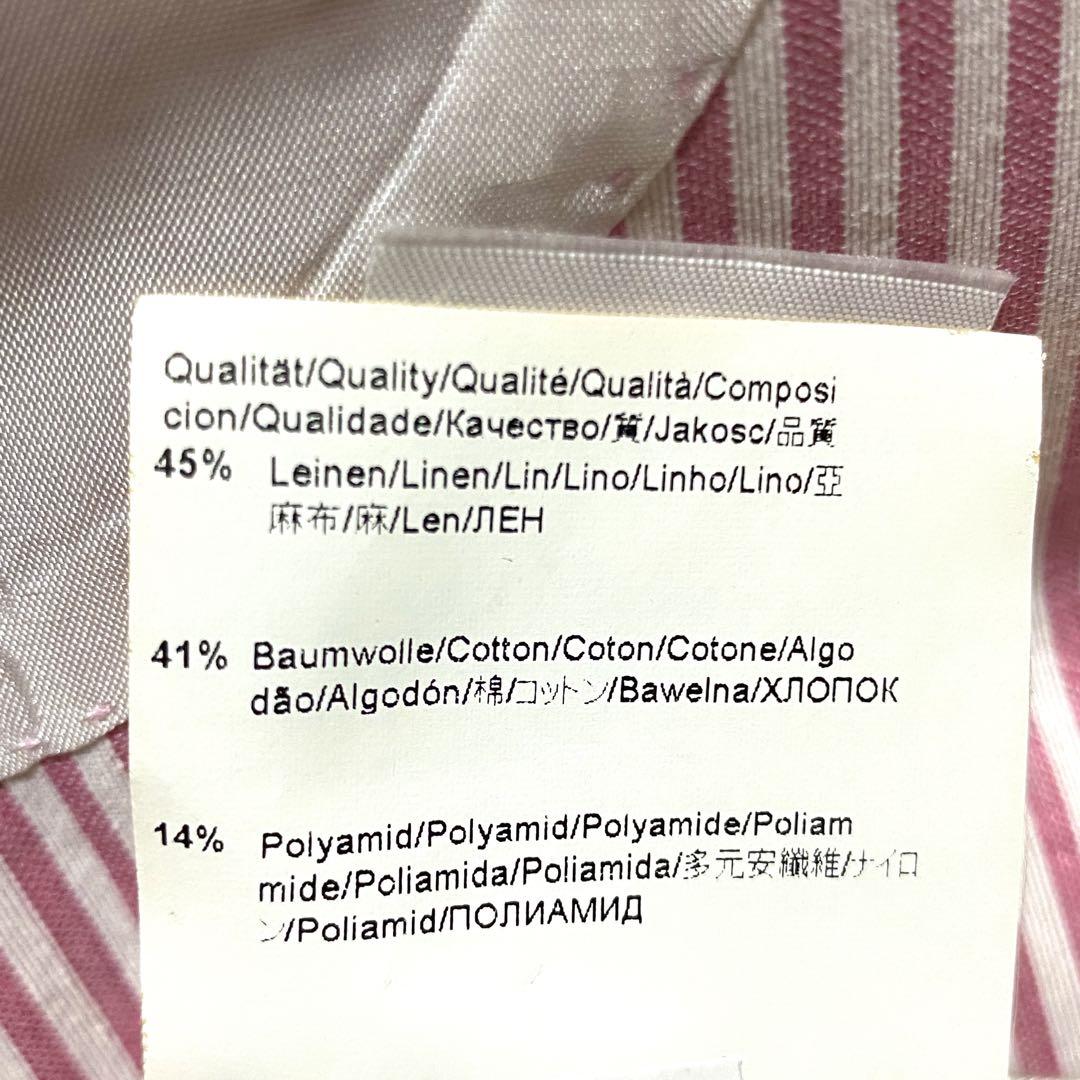 Qualität/Quality/Qualité/Qualità/Composi
cion/Qualidade/Качество/質/Jakosc/品質
45% Leinen/Linen/Lin/Lino/Linho/Lino/亞
麻布/麻/Len/ЛЕН
41% Baumwolle/Cotton/Coton/Cotone/Algo
dão/Algodón/棉/コットン/Bawelna/ХЛОПОК
14% Polyamid/Polyamid/Polyamide/Poliam
mide/Poliamida/Poliamida/多元安纖維/ナイロ
ン/Poliamid/ПОЛИАМИД